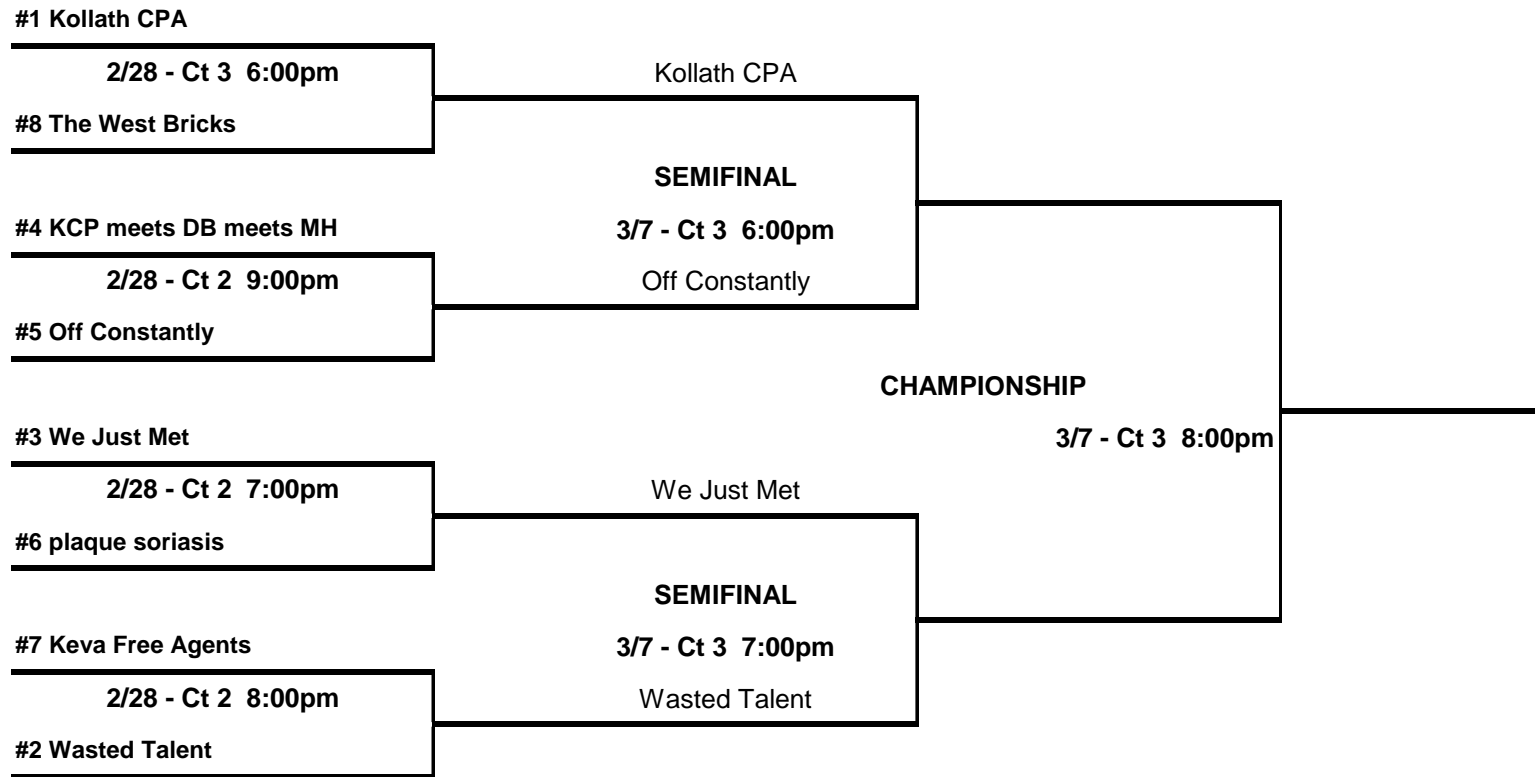 #1 Kollath CPA
2/28 - Ct 3 6:00pm
Kollath CPA
#8 The West Bricks
SEMIFINAL
#4 KCP meets DB meets MH
3/7 - Ct 3 6:00pm
2/28 - Ct 2 9:00pm
Off Constantly
#5 Off Constantly
CHAMPIONSHIP
#3 We Just Met
3/7 - Ct 3 8:00pm
2/28 - Ct 2 7:00pm
We Just Met
#6 plaque soriasis
SEMIFINAL
#7 Keva Free Agents
3/7 - Ct 3 7:00pm
2/28 - Ct 2 8:00pm
Wasted Talent
#2 Wasted Talent